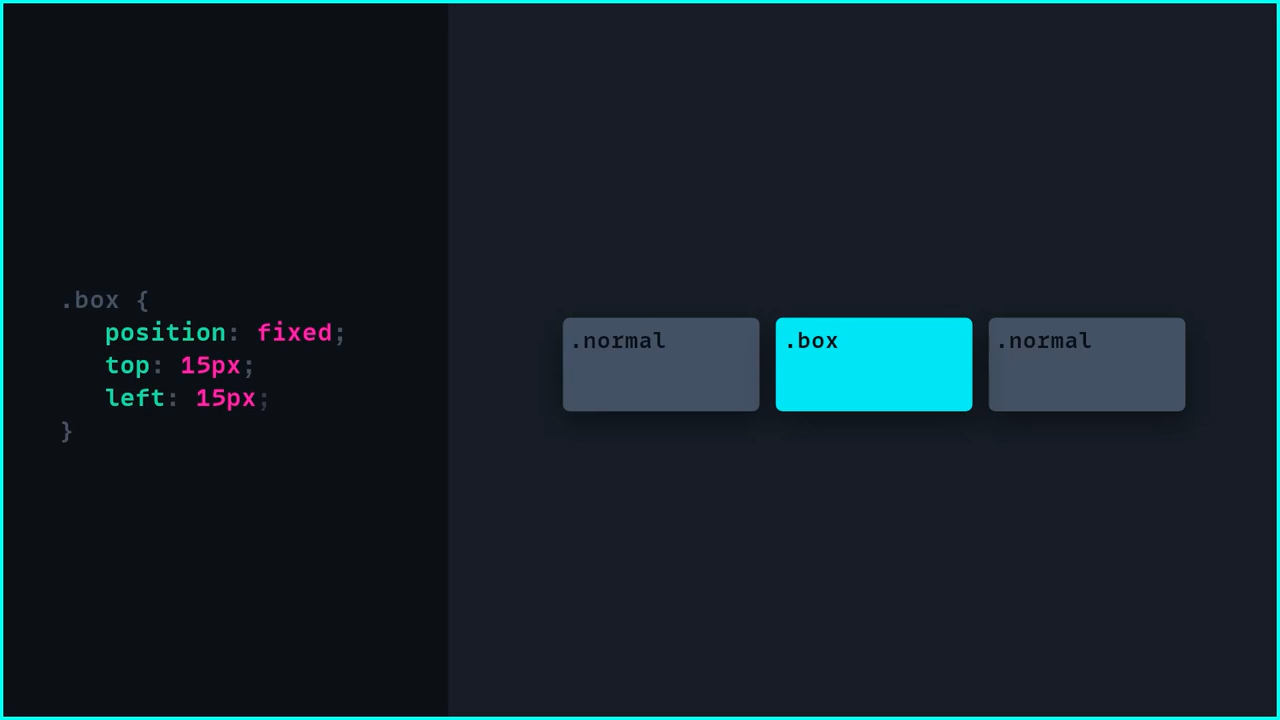 .box {
   position: fixed;
   top: 15px;
   left: 15px;
}
.normal
.box
.normal